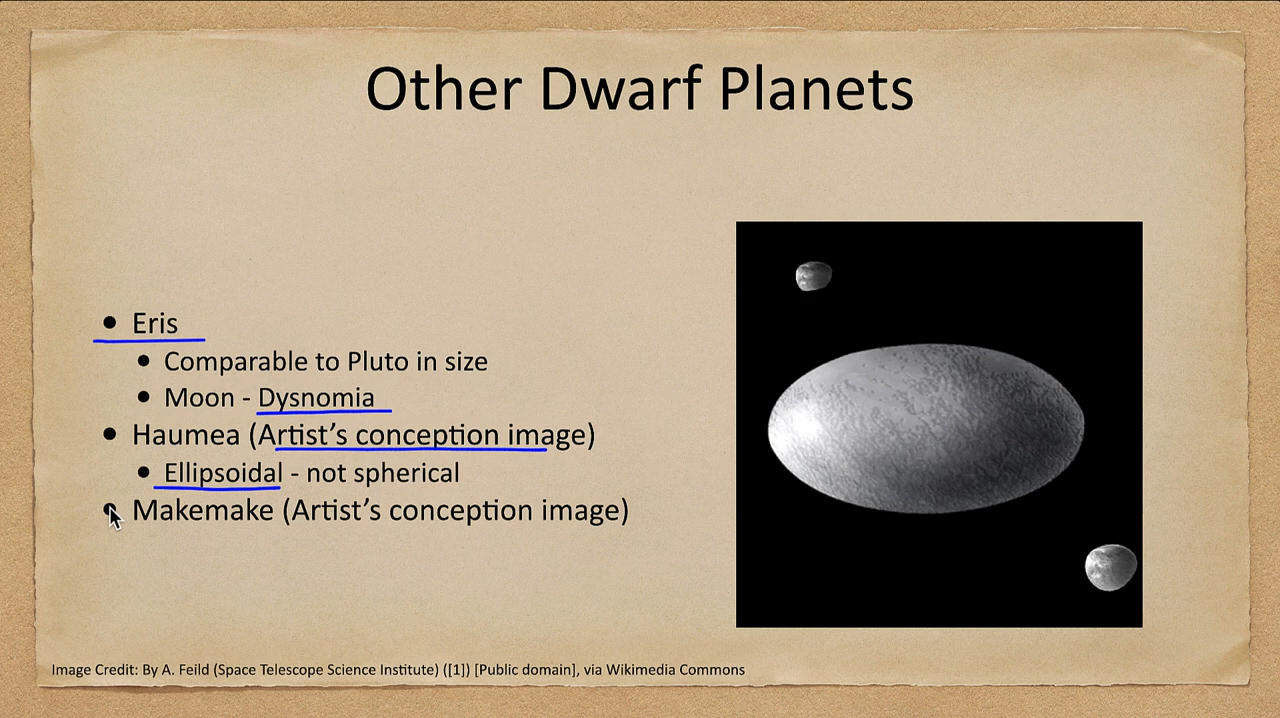 Other Dwarf Planets
• Eris
• Comparable to Pluto in size
• Moon - Dysnomia
• Haumea (Artist’s conception image)
• Ellipsoidal - not spherical
• Makemake (Artist’s conception image)
Image Credit: By A. Feild (Space Telescope Science Institute) ([1]) [Public domain], via Wikimedia Commons